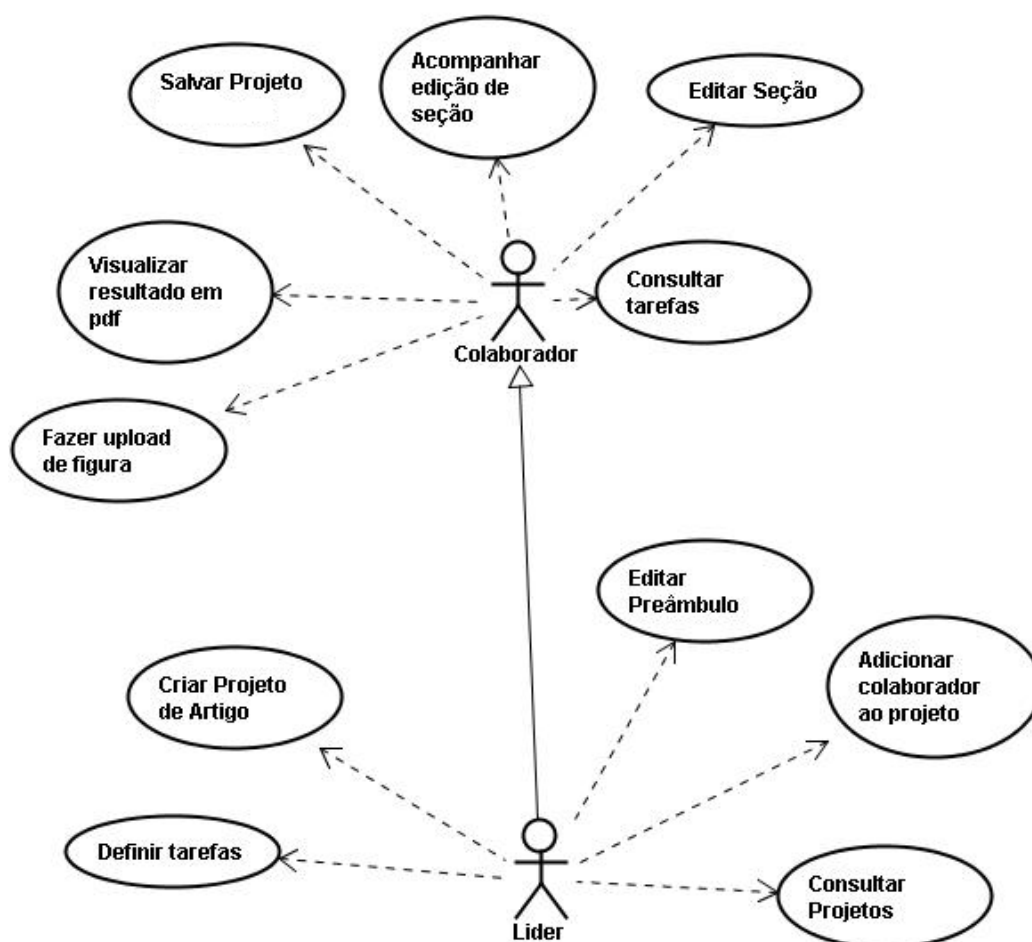 Salvar Projeto
Acompanhar
edição de
seção
Editar Seção
Visualizar
resultado em
pdf
Consultar
tarefas
Colaborador
Fazer upload
de figura
Editar
Preâmbulo
Criar Projeto
de Artigo
Adicionar
colaborador
ao projeto
Definir tarefas
Consultar
Projetos
Lider